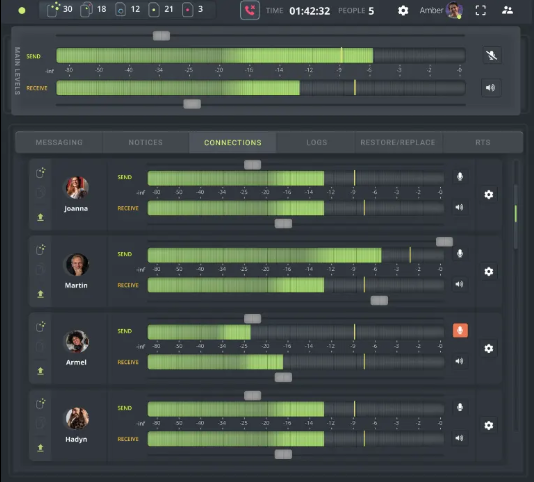 30 18 12 21 3 TIME 01:42:32 PEOPLE 5 Amber
MAIN LEVELS
SEND
-inf -60 -50 -40 -34 -25 -20 -16 -12 -9 -6 -3 -2 -0
RECEIVE
MESSAGING NOTICES CONNECTIONS LOGS RESTORE/REPLACE RTS
SEND
-inf -60 -50 -40 -34 -25 -20 -16 -12 -9 -6 -3 -2 -0
RECEIVE
Joanna
SEND
-inf -60 -50 -40 -34 -25 -20 -16 -12 -9 -6 -3 -2 -0
RECEIVE
Martin
SEND
-inf -60 -50 -40 -34 -25 -20 -16 -12 -9 -6 -3 -2 -0
RECEIVE
Armel
SEND
-inf -60 -50 -40 -34 -25 -20 -16 -12 -9 -6 -3 -2 -0
RECEIVE
Hadyn